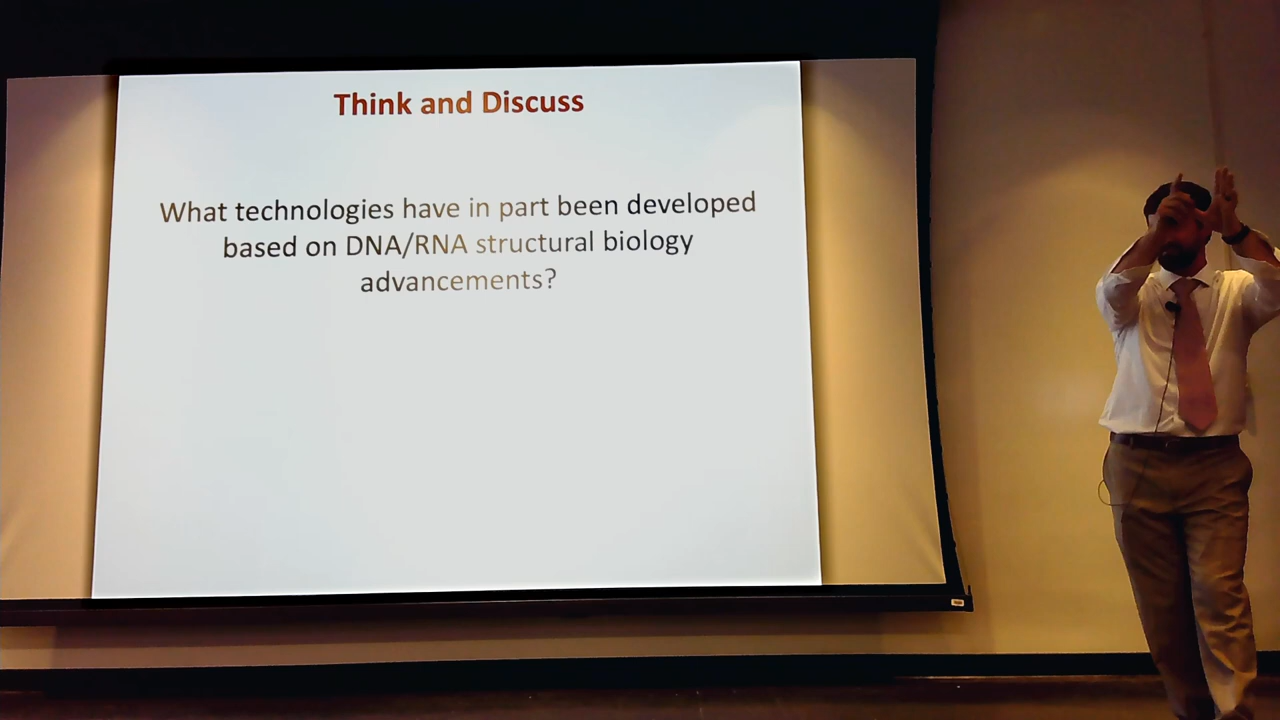 Think and Discuss
What technologies have in part been developed
based on DNA/RNA structural biology
advancements?